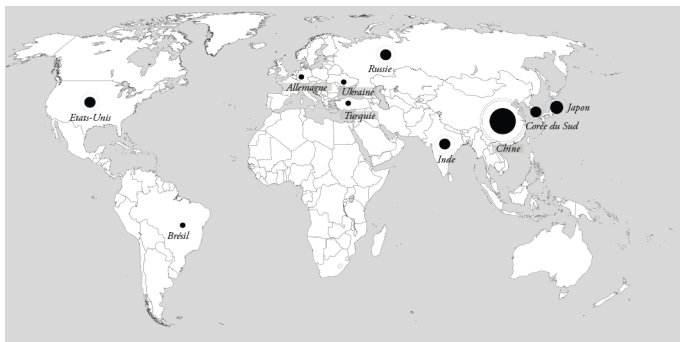 Russie
Allemagne
Ukraine
Etats-Unis
Turquie
Japon
Corée du Sud
Chine
Inde
Brésil